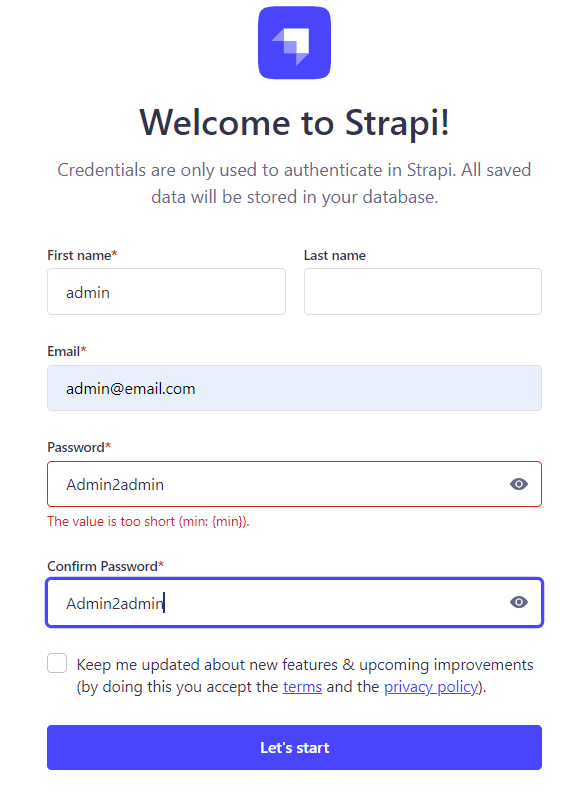 Welcome to Strapi!
Credentials are only used to authenticate in Strapi. All saved
data will be stored in your database.
First name*
Last name
admin
Email*
admin@email.com
Password*
Admin2admin
The value is too short (min: {min}).
Confirm Password*
Admin2admin
Keep me updated about new features & upcoming improvements
(by doing this you accept the terms and the privacy policy).
Let's start